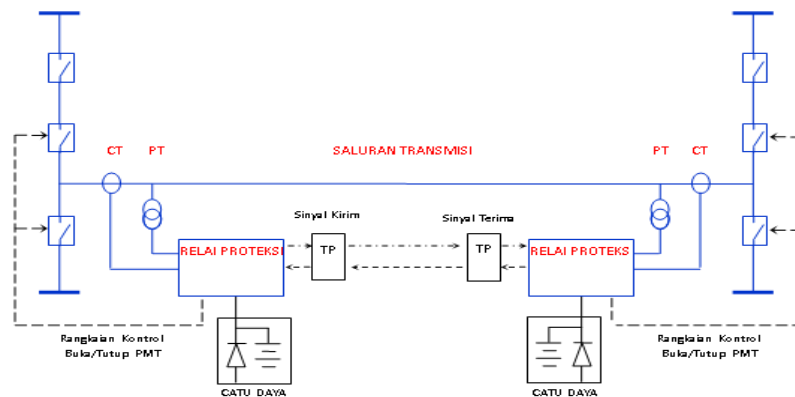 CT PT SALURAN TRANSMISI PT CT
Sinyal Kirim
Sinyal Terima
RELAI PROTEKSI
TP
TP
RELAI PROTEKS
Rangkaian Kontrol
Buka/Tutup PMT
Rangkaian Kontrol
Buka/Tutup PMT
CATU DAYA
CATU DAYA